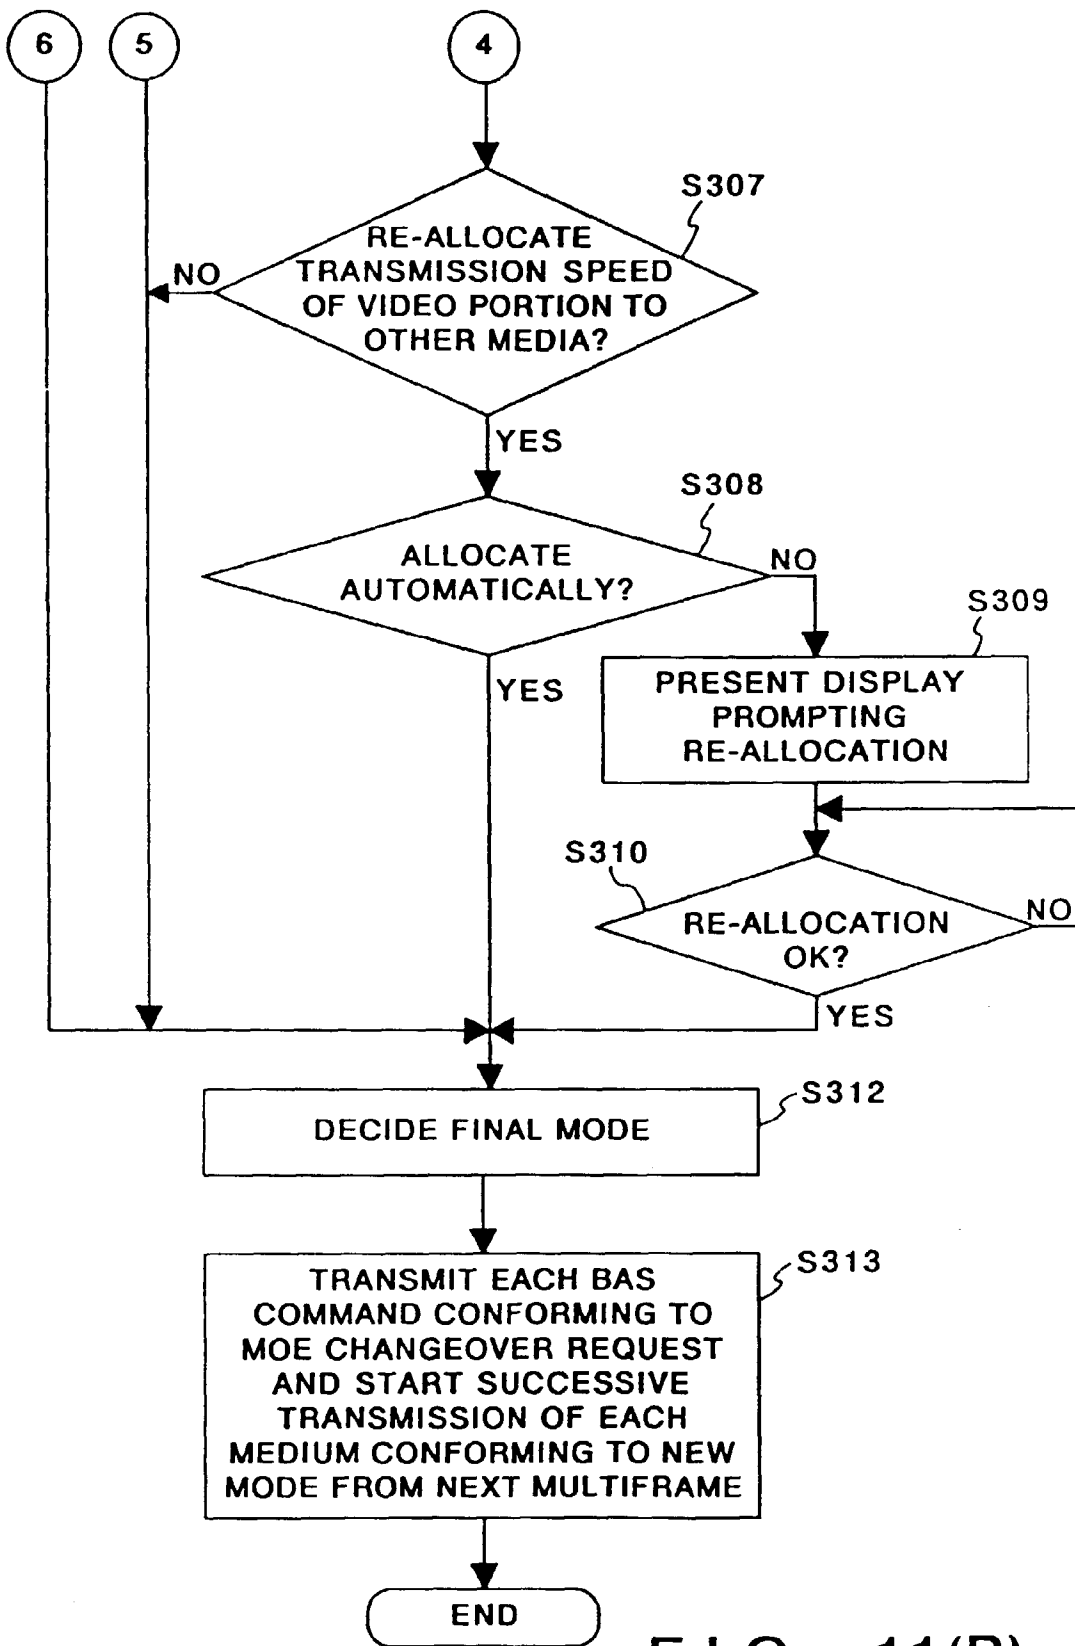 6
5
4
S307
RE-ALLOCATE
TRANSMISSION SPEED
OF VIDEO PORTION TO
OTHER MEDIA?
NO
YES
S308
ALLOCATE
AUTOMATICALLY?
NO
YES
S309
PRESENT DISPLAY
PROMPTING
RE-ALLOCATION
S310
RE-ALLOCATION
OK?
NO
YES
S312
DECIDE FINAL MODE
S313
TRANSMIT EACH BAS
COMMAND CONFORMING TO
MOE CHANGEOVER REQUEST
AND START SUCCESSIVE
TRANSMISSION OF EACH
MEDIUM CONFORMING TO NEW
MODE FROM NEXT MULTIFRAME
END
FIG. 11(B)